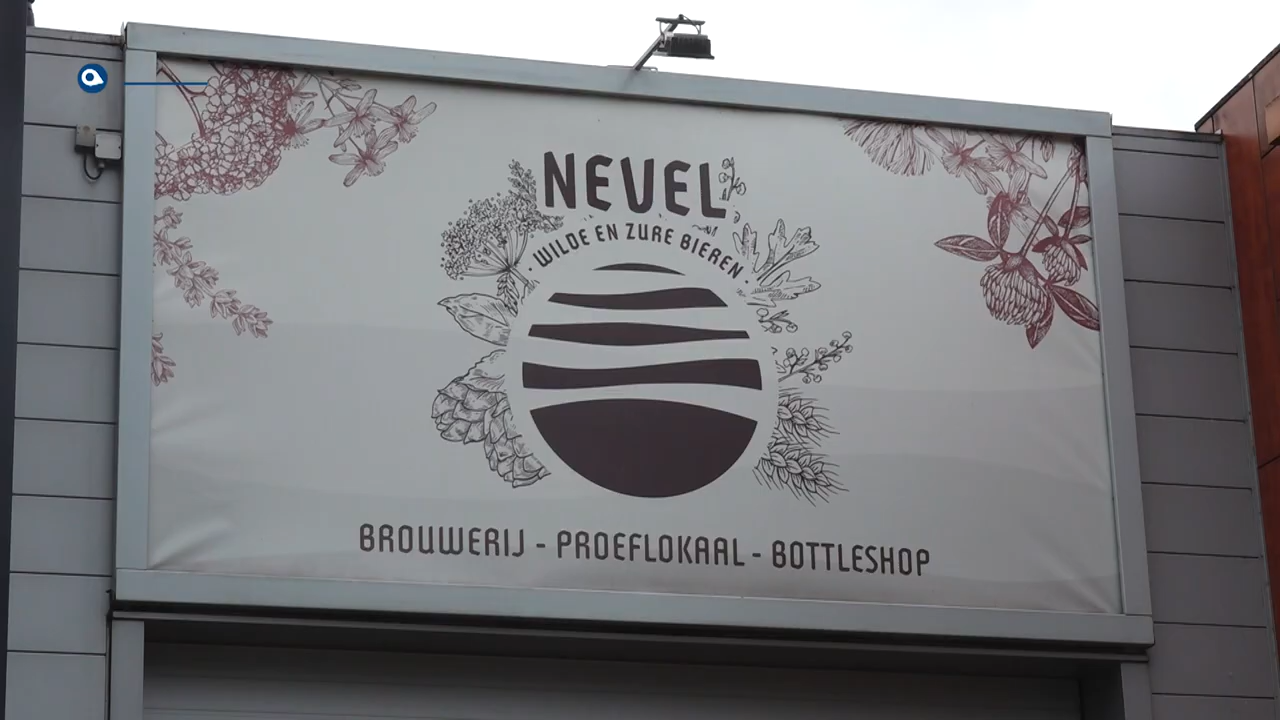 NEVEL
· WILDE EN ZURE BIEREN ·
BROUWERIJ - PROEFLOKAAL - BOTTLESHOP